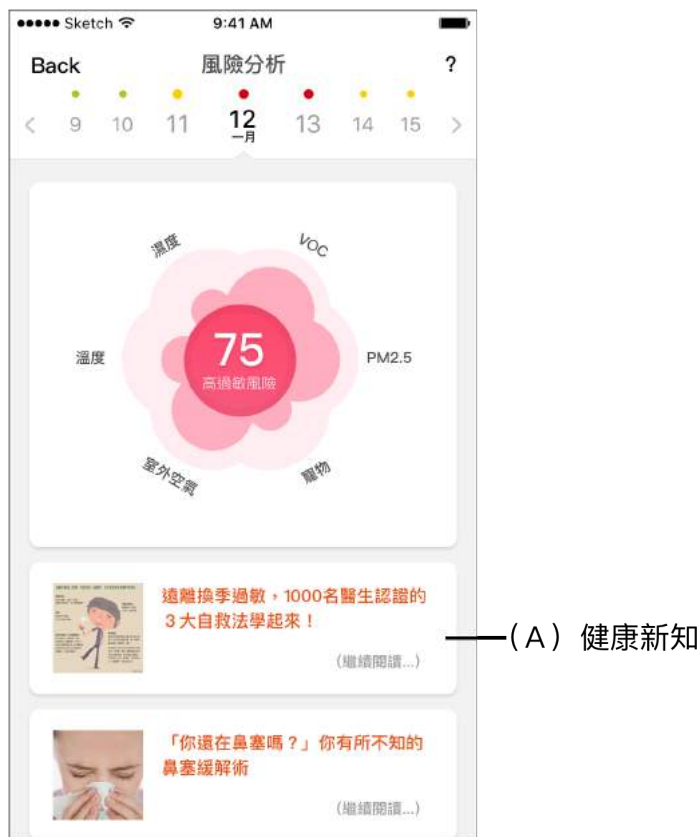 Sketch 9:41 AM
Back 風險分析 ?
< 9 10 11 12 13 14 15 >
一月
濕度 VOC
溫度 PM2.5
75
高過敏風險
室外空氣 寵物
遠離換季過敏，1000名醫生認證的
3大自救法學起來！
(繼續閱讀...)
(A) 健康新知
「你還在鼻塞嗎？」你有所不知的
鼻塞緩解術
(繼續閱讀...)